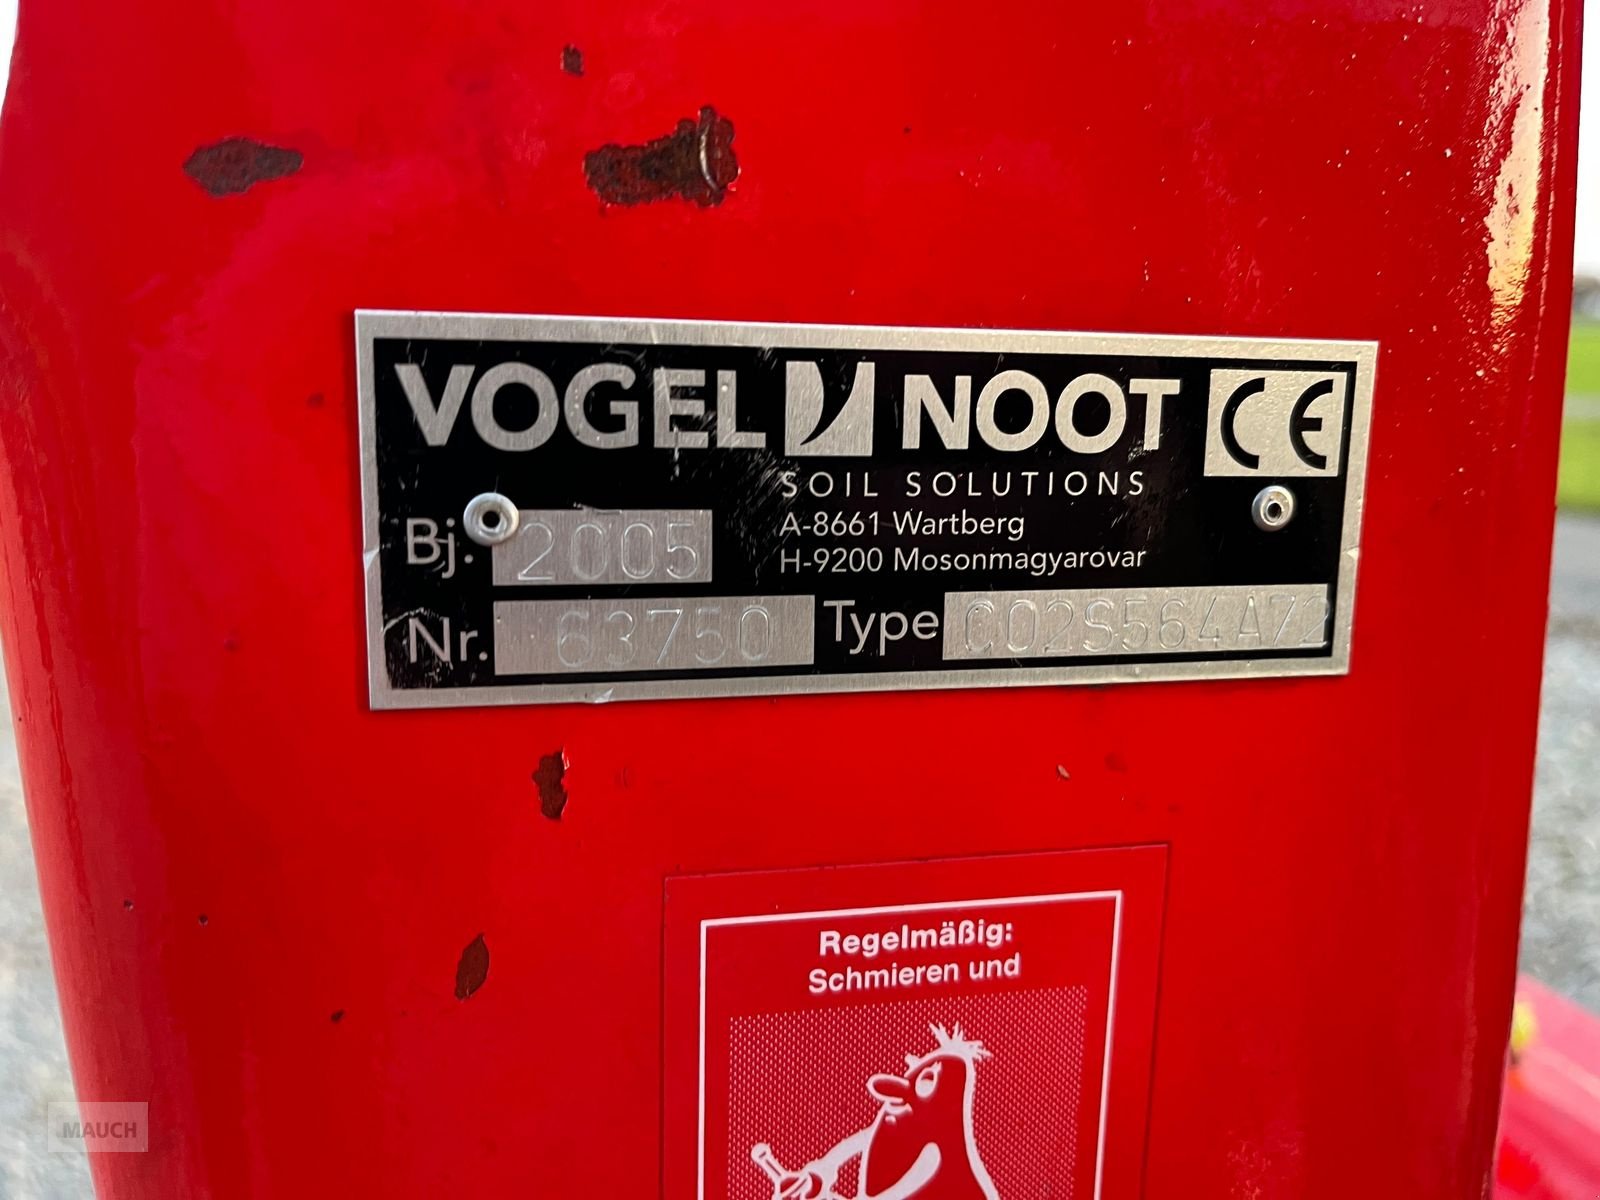 VOGEL NOOT CE
SOIL SOLUTIONS
A-8661 Wartberg
H-9200 Mosonmagyarovar
Bj. 2005
Nr. 63750 Type C02S564A72
Regelmäßig:
Schmieren und
MAUCH